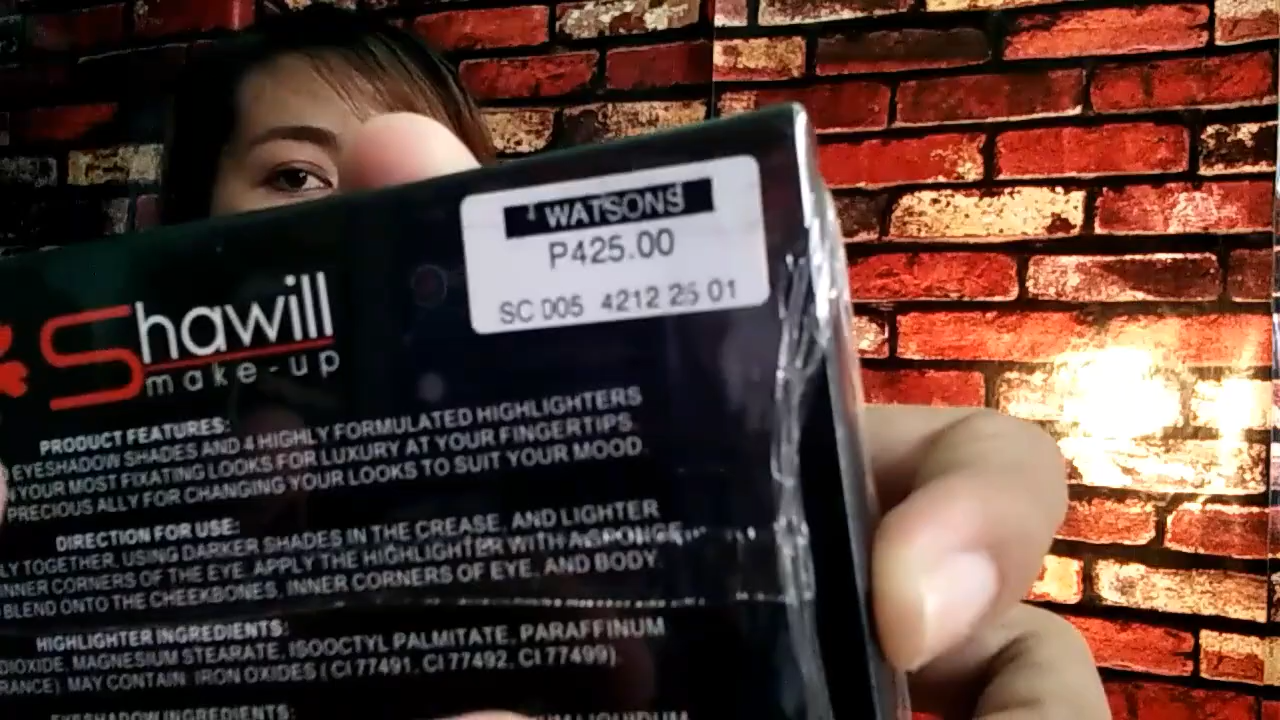 WATSONS
P425.00
SC 005 4212 25 01
Shawill
make-up
PRODUCT FEATURES:
EYESHADOW SHADES AND 4 HIGHLY FORMULATED HIGHLIGHTERS
YOUR MOST FIXATING LOOKS FOR LUXURY AT YOUR FINGERTIPS.
PRECIOUS ALLY FOR CHANGING YOUR LOOKS TO SUIT YOUR MOOD.
DIRECTION FOR USE:
LY TOGETHER, USING DARKER SHADES IN THE CREASE, AND LIGHTER
INNER CORNERS OF THE EYE. APPLY THE HIGHLIGHTER WITH A SPONGE
BLEND ONTO THE CHEEKBONES, INNER CORNERS OF EYE, AND BODY.
HIGHLIGHTER INGREDIENTS:
DIOXIDE, MAGNESIUM STEARATE, ISOOCTYL PALMITATE, PARAFFINUM
RANCE) MAY CONTAIN: IRON OXIDES ( CI 77491, CI 77492, CI 77499)
EYESHADOW INGREDIENTS:
LIQUIDUM